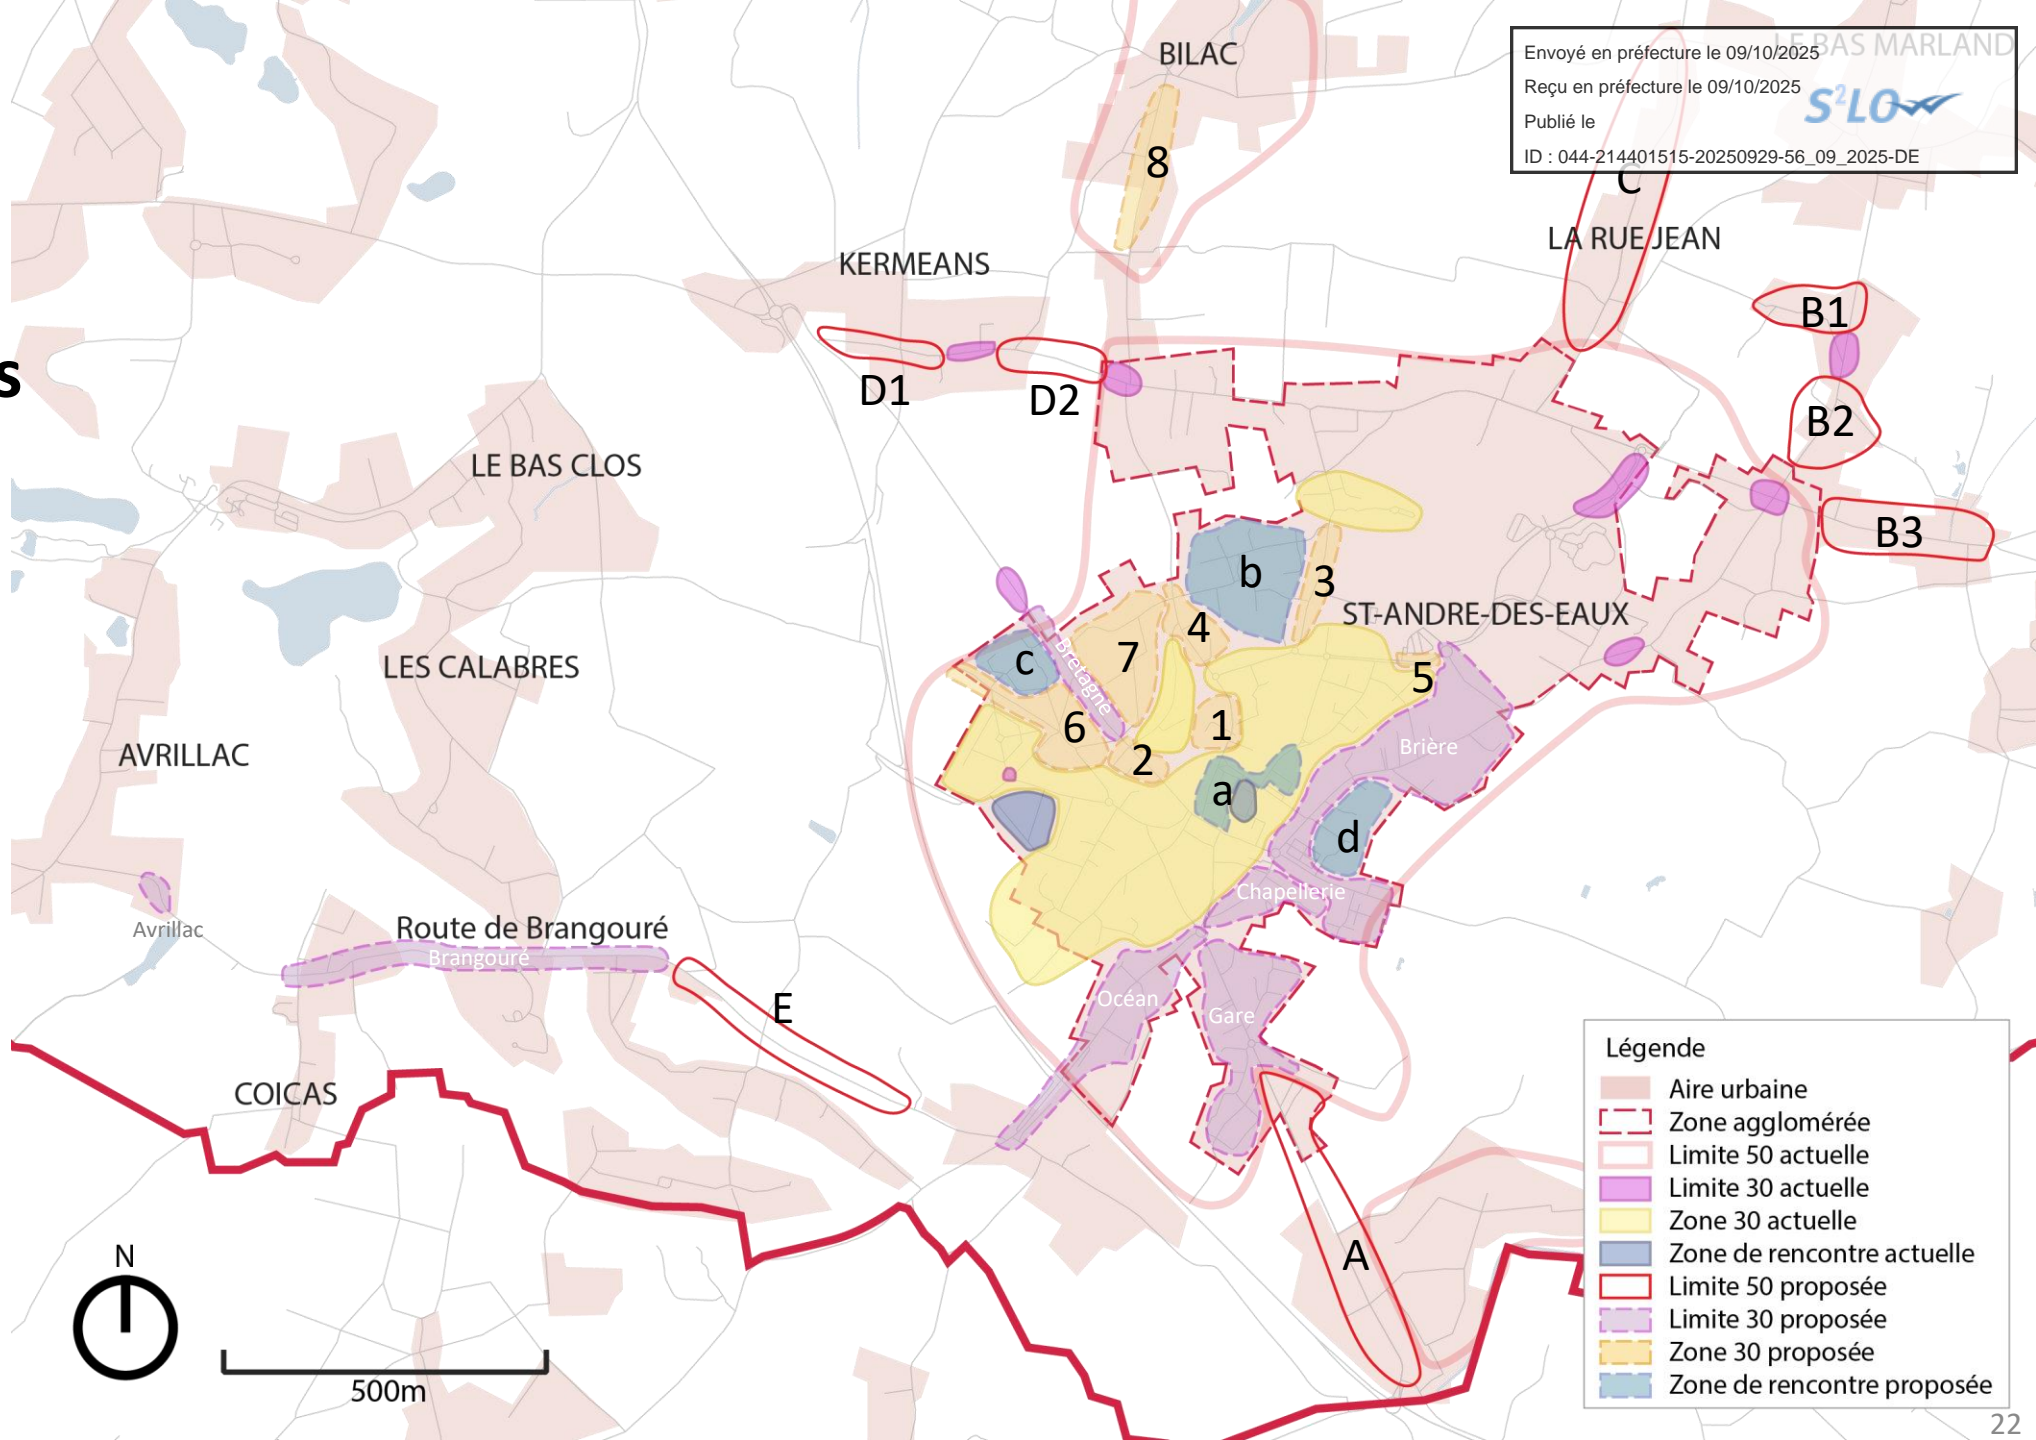 BILAC
LE BAS MARLAND
Envoyé en préfecture le 09/10/2025
Reçu en préfecture le 09/10/2025
Publié le
S²LO
ID : 044-214401515-20250929-56_09_2025-DE
8
C
LA RUE JEAN
KERMEANS
B1
s
D1
D2
B2
LE BAS CLOS
B3
b
3
ST-ANDRE-DES-EAUX
4
7
c
Bretagne
5
LES CALABRES
6
1
2
Brière
AVRILLAC
a
d
Chapellerie
Avrillac
Route de Brangouré
Brangouré
Océan
Gare
E
COICAS
A
Légende
Aire urbaine
Zone agglomérée
Limite 50 actuelle
Limite 30 actuelle
Zone 30 actuelle
Zone de rencontre actuelle
Limite 50 proposée
Limite 30 proposée
Zone 30 proposée
Zone de rencontre proposée
N
500m
22